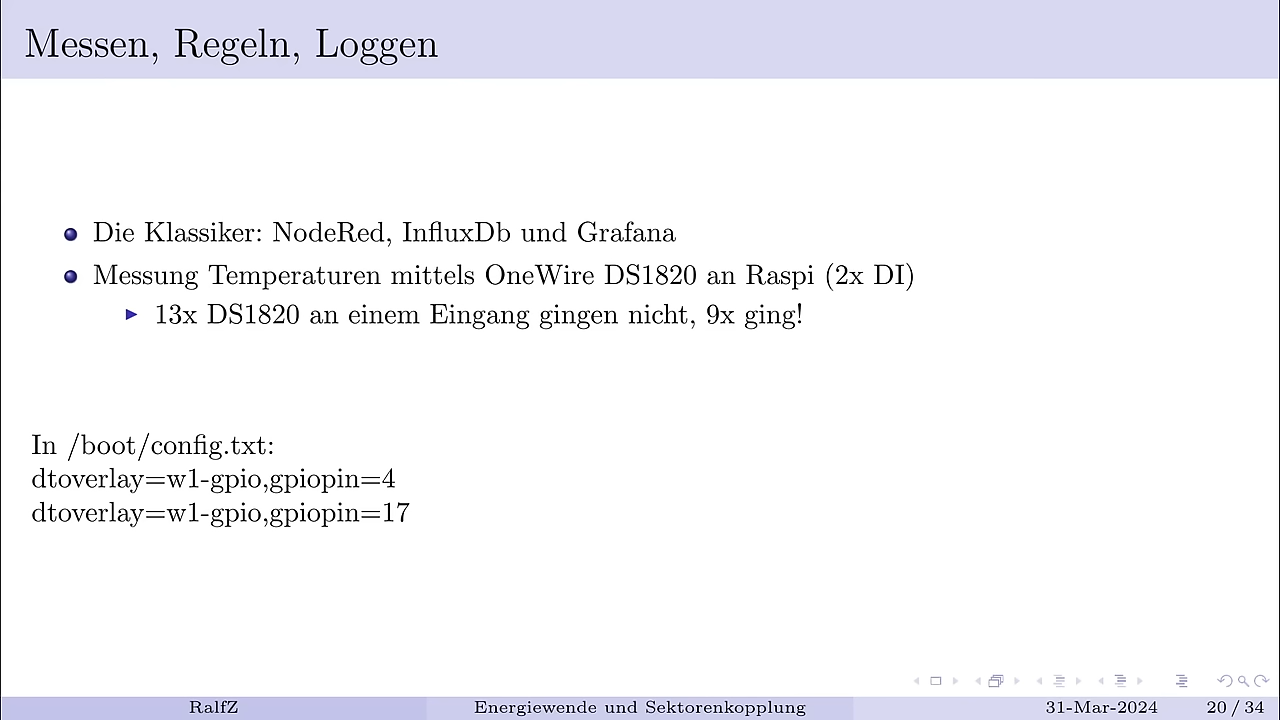 Messen, Regeln, Loggen
Die Klassiker: NodeRed, InfluxDb und Grafana
Messung Temperaturen mittels OneWire DS1820 an Raspi (2x DI)
13x DS1820 an einem Eingang gingen nicht, 9x ging!
In /boot/config.txt:
dtoverlay=w1-gpio,gpiopin=4
dtoverlay=w1-gpio,gpiopin=17
RalfZ
Energiewende und Sektorenkopplung
31-Mar-2024
20 / 34